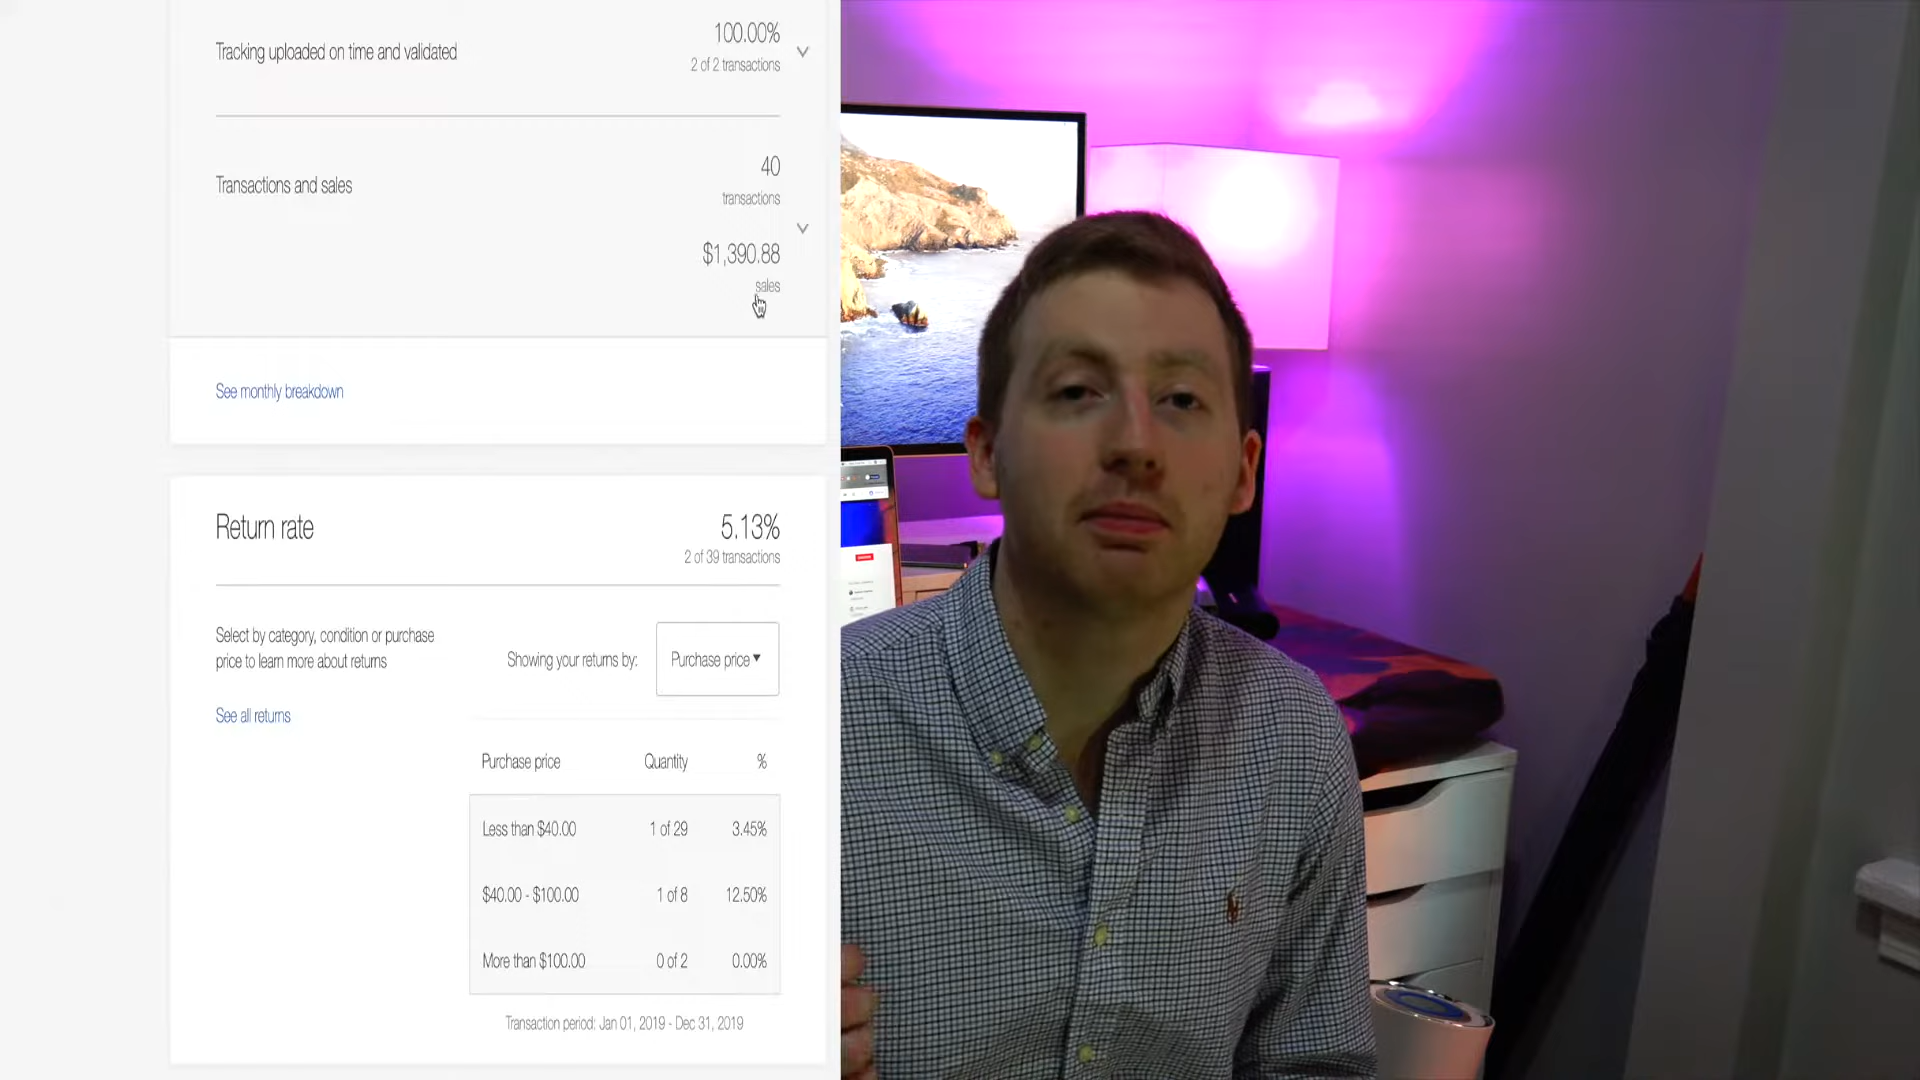 100.00%
Tracking uploaded on time and validated
2 of 2 transactions
40
Transactions and sales
transactions
$1,390.88
sales
See monthly breakdown
Return rate
5.13%
2 of 39 transactions
Select by category, condition or purchase
price to learn more about returns
Showing your returns by:
Purchase price
See all returns
Purchase price Quantity %
Less than $40.00 1 of 29 3.45%
$40.00 - $100.00 1 of 8 12.50%
More than $100.00 0 of 2 0.00%
Transaction period: Jan 01, 2019 - Dec 31, 2019